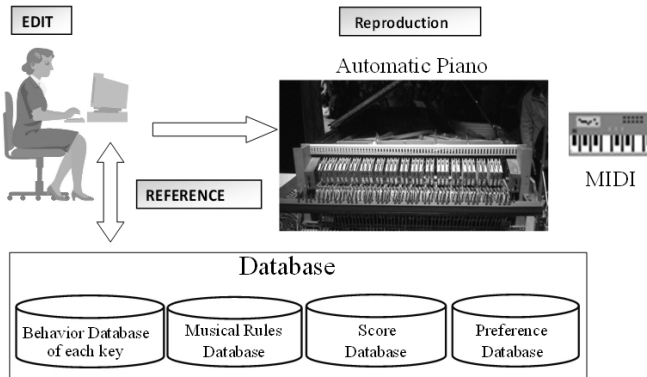 EDIT
Reproduction
Automatic Piano
MIDI
REFERENCE
Database
Behavior Database
of each key
Musical Rules
Database
Score
Database
Preference
Database